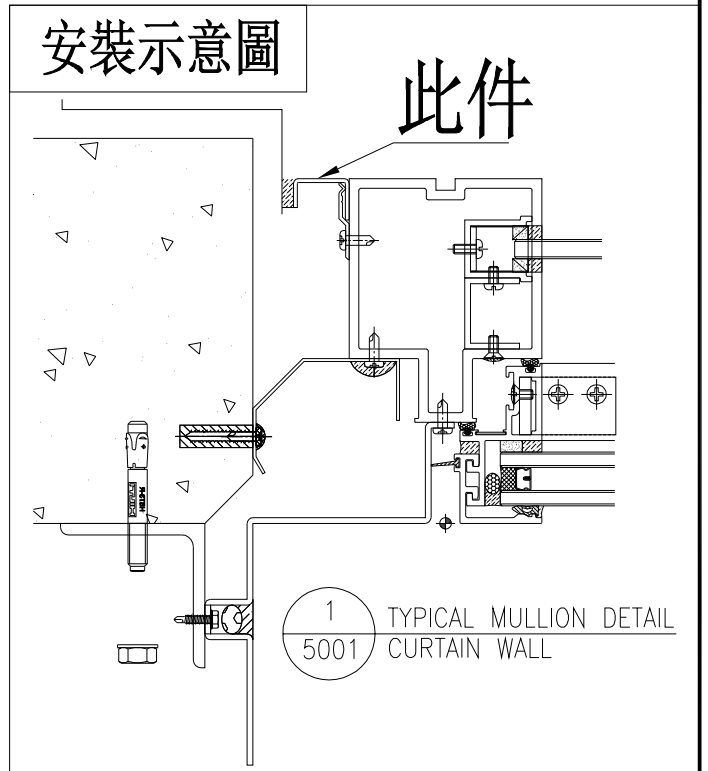 安裝示意圖
此件
1
5001
TYPICAL MULLION DETAIL
CURTAIN WALL